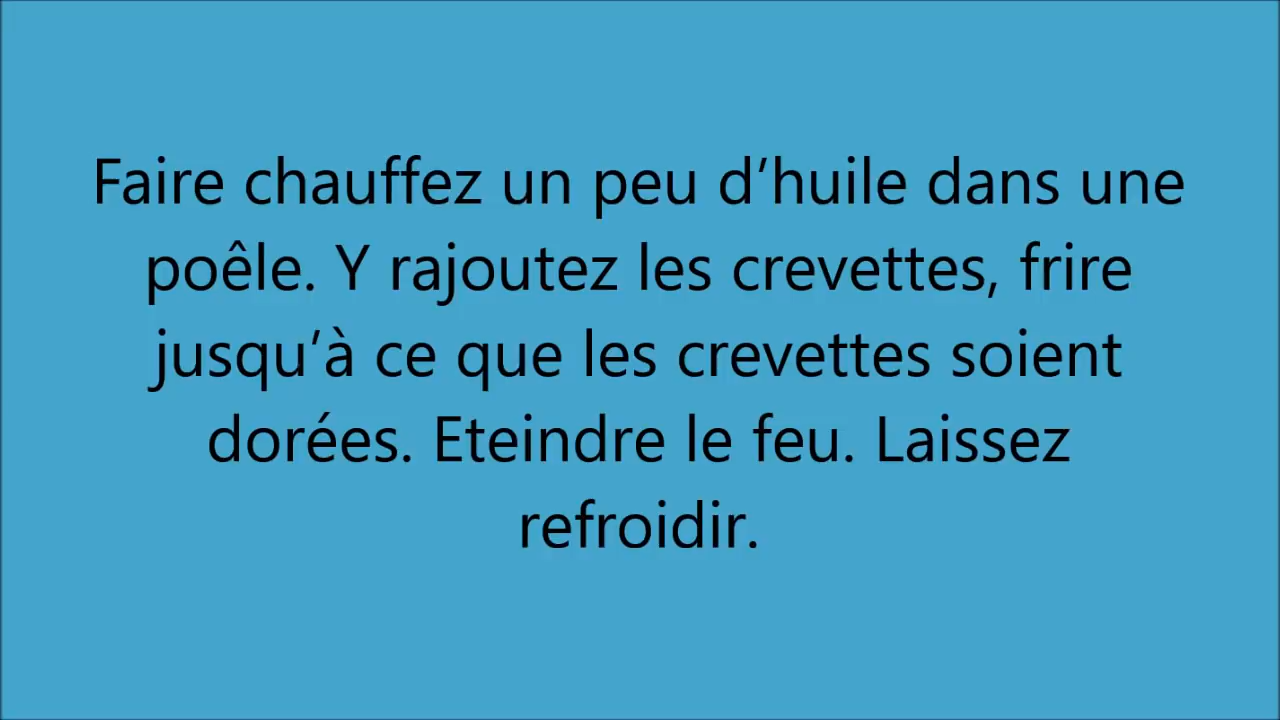 Faire chauffez un peu d’huile dans une
poêle. Y rajoutez les crevettes, frire
jusqu’à ce que les crevettes soient
dorées. Eteindre le feu. Laissez
refroidir.